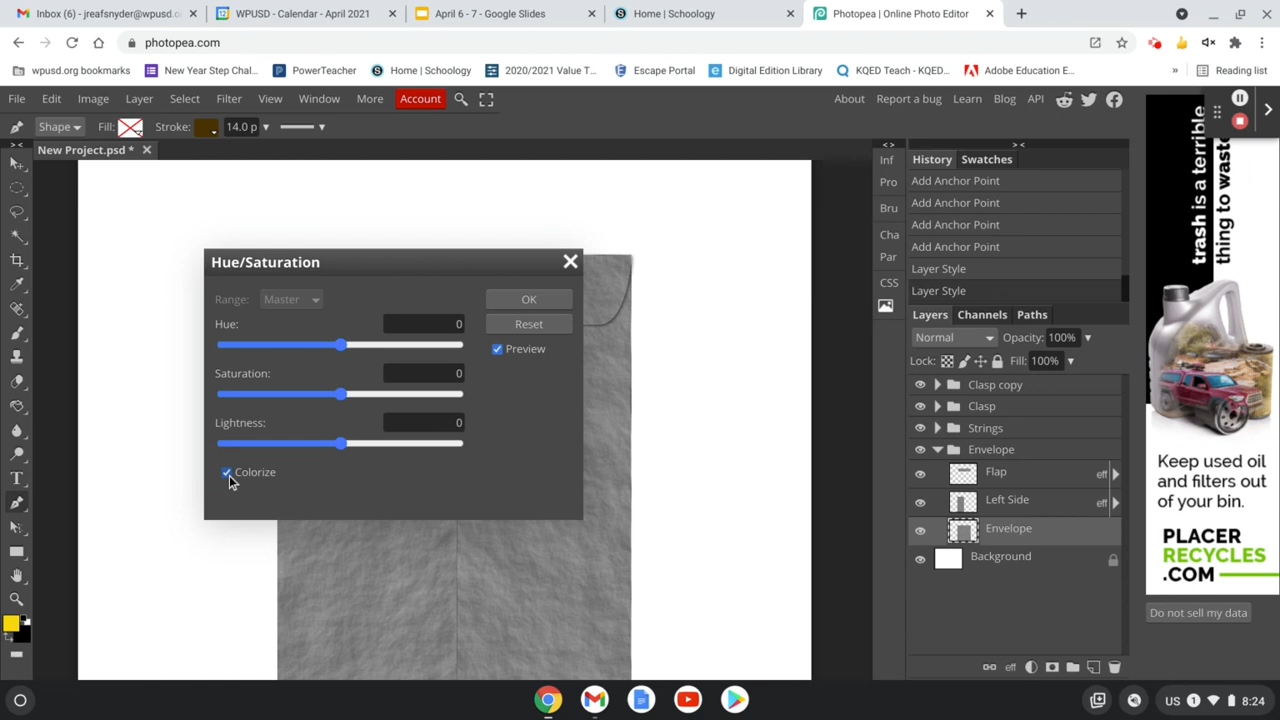 Inbox (6) - jreafsnyder@wpusd.o
WPUSD - Calendar - April 2021
April 6 - 7 - Google Slides
Home | Schoology
Photopea | Online Photo Editor
photopea.com
wpusd.org bookmarks
New Year Step Chal...
PowerTeacher
Home | Schoology
2020/2021 Value T...
Escape Portal
Digital Edition Library
KQED Teach - KQED...
Adobe Education E...
»
Reading list
File Edit Image Layer Select Filter View Window More Account
About Report a bug Learn Blog API
Shape Fill: Stroke: 14.0 p
New Project.psd *
Hue/Saturation
Range: Master
OK
Hue: 0
Reset
Preview
Saturation: 0
Lightness: 0
Colorize
< >
> <
Inf
Pro
Bru
Cha
Par
CSS
History Swatches
Add Anchor Point
Add Anchor Point
Add Anchor Point
Add Anchor Point
Layer Style
Layer Style
Layers Channels Paths
Normal Opacity: 100%
Lock: Fill: 100%
Clasp copy
Clasp
Strings
Envelope
Flap eff
Left Side eff
Envelope
Background
eff
trash is a terrible
thing to waste
Keep used oil
and filters out
of your bin.
PLACER
RECYCLES
.COM
Do not sell my data
US 1 8:24